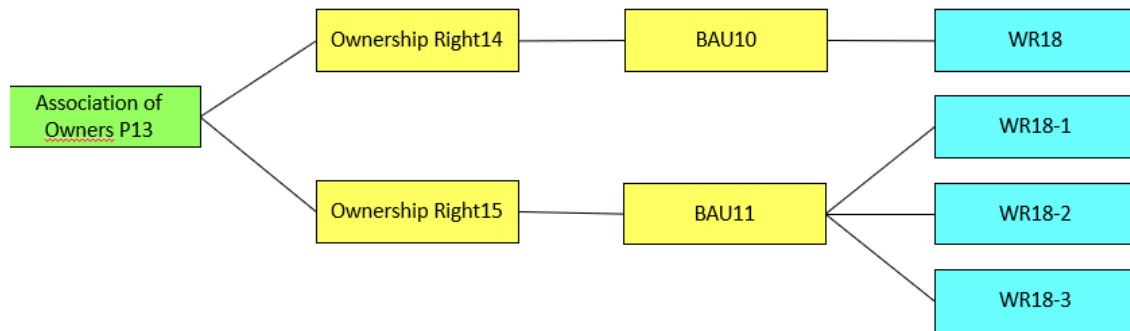 Ownership Right14
BAU10
WR18
Association of
Owners P13
WR18-1
Ownership Right15
BAU11
WR18-2
WR18-3